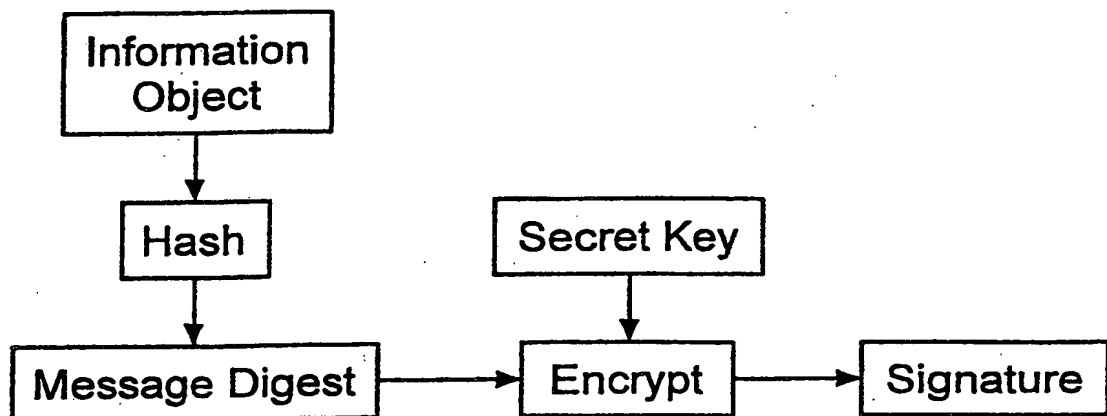 Information
Object
Hash
Secret Key
Message Digest
Encrypt
Signature